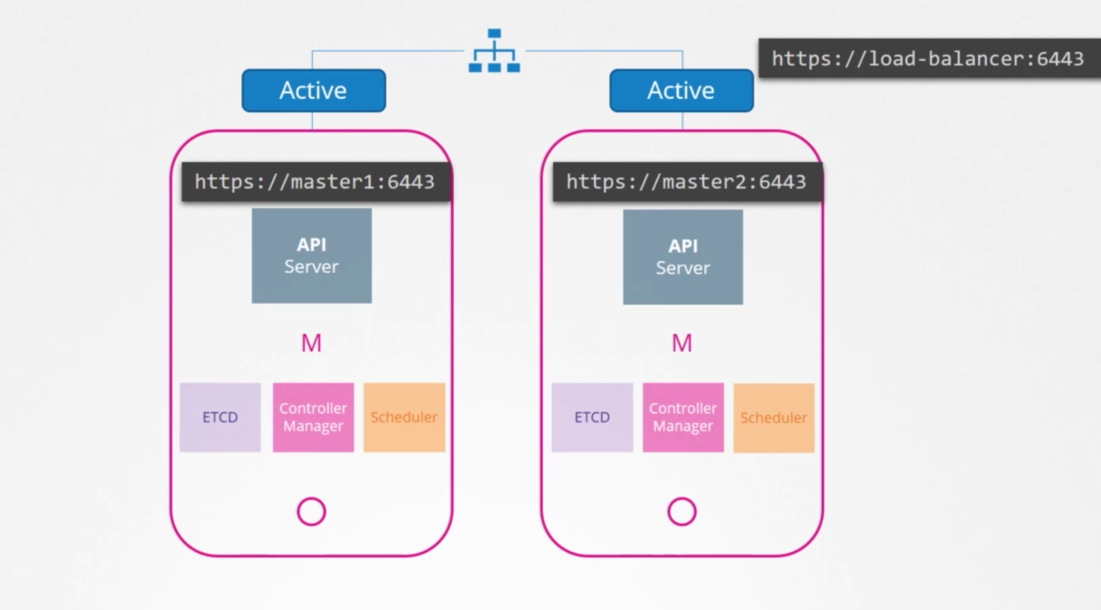 https://load-balancer:6443
Active
Active
https://master1:6443
https://master2:6443
API
Server
API
Server
M
M
ETCD
Controller
Manager
Scheduler
ETCD
Controller
Manager
Scheduler